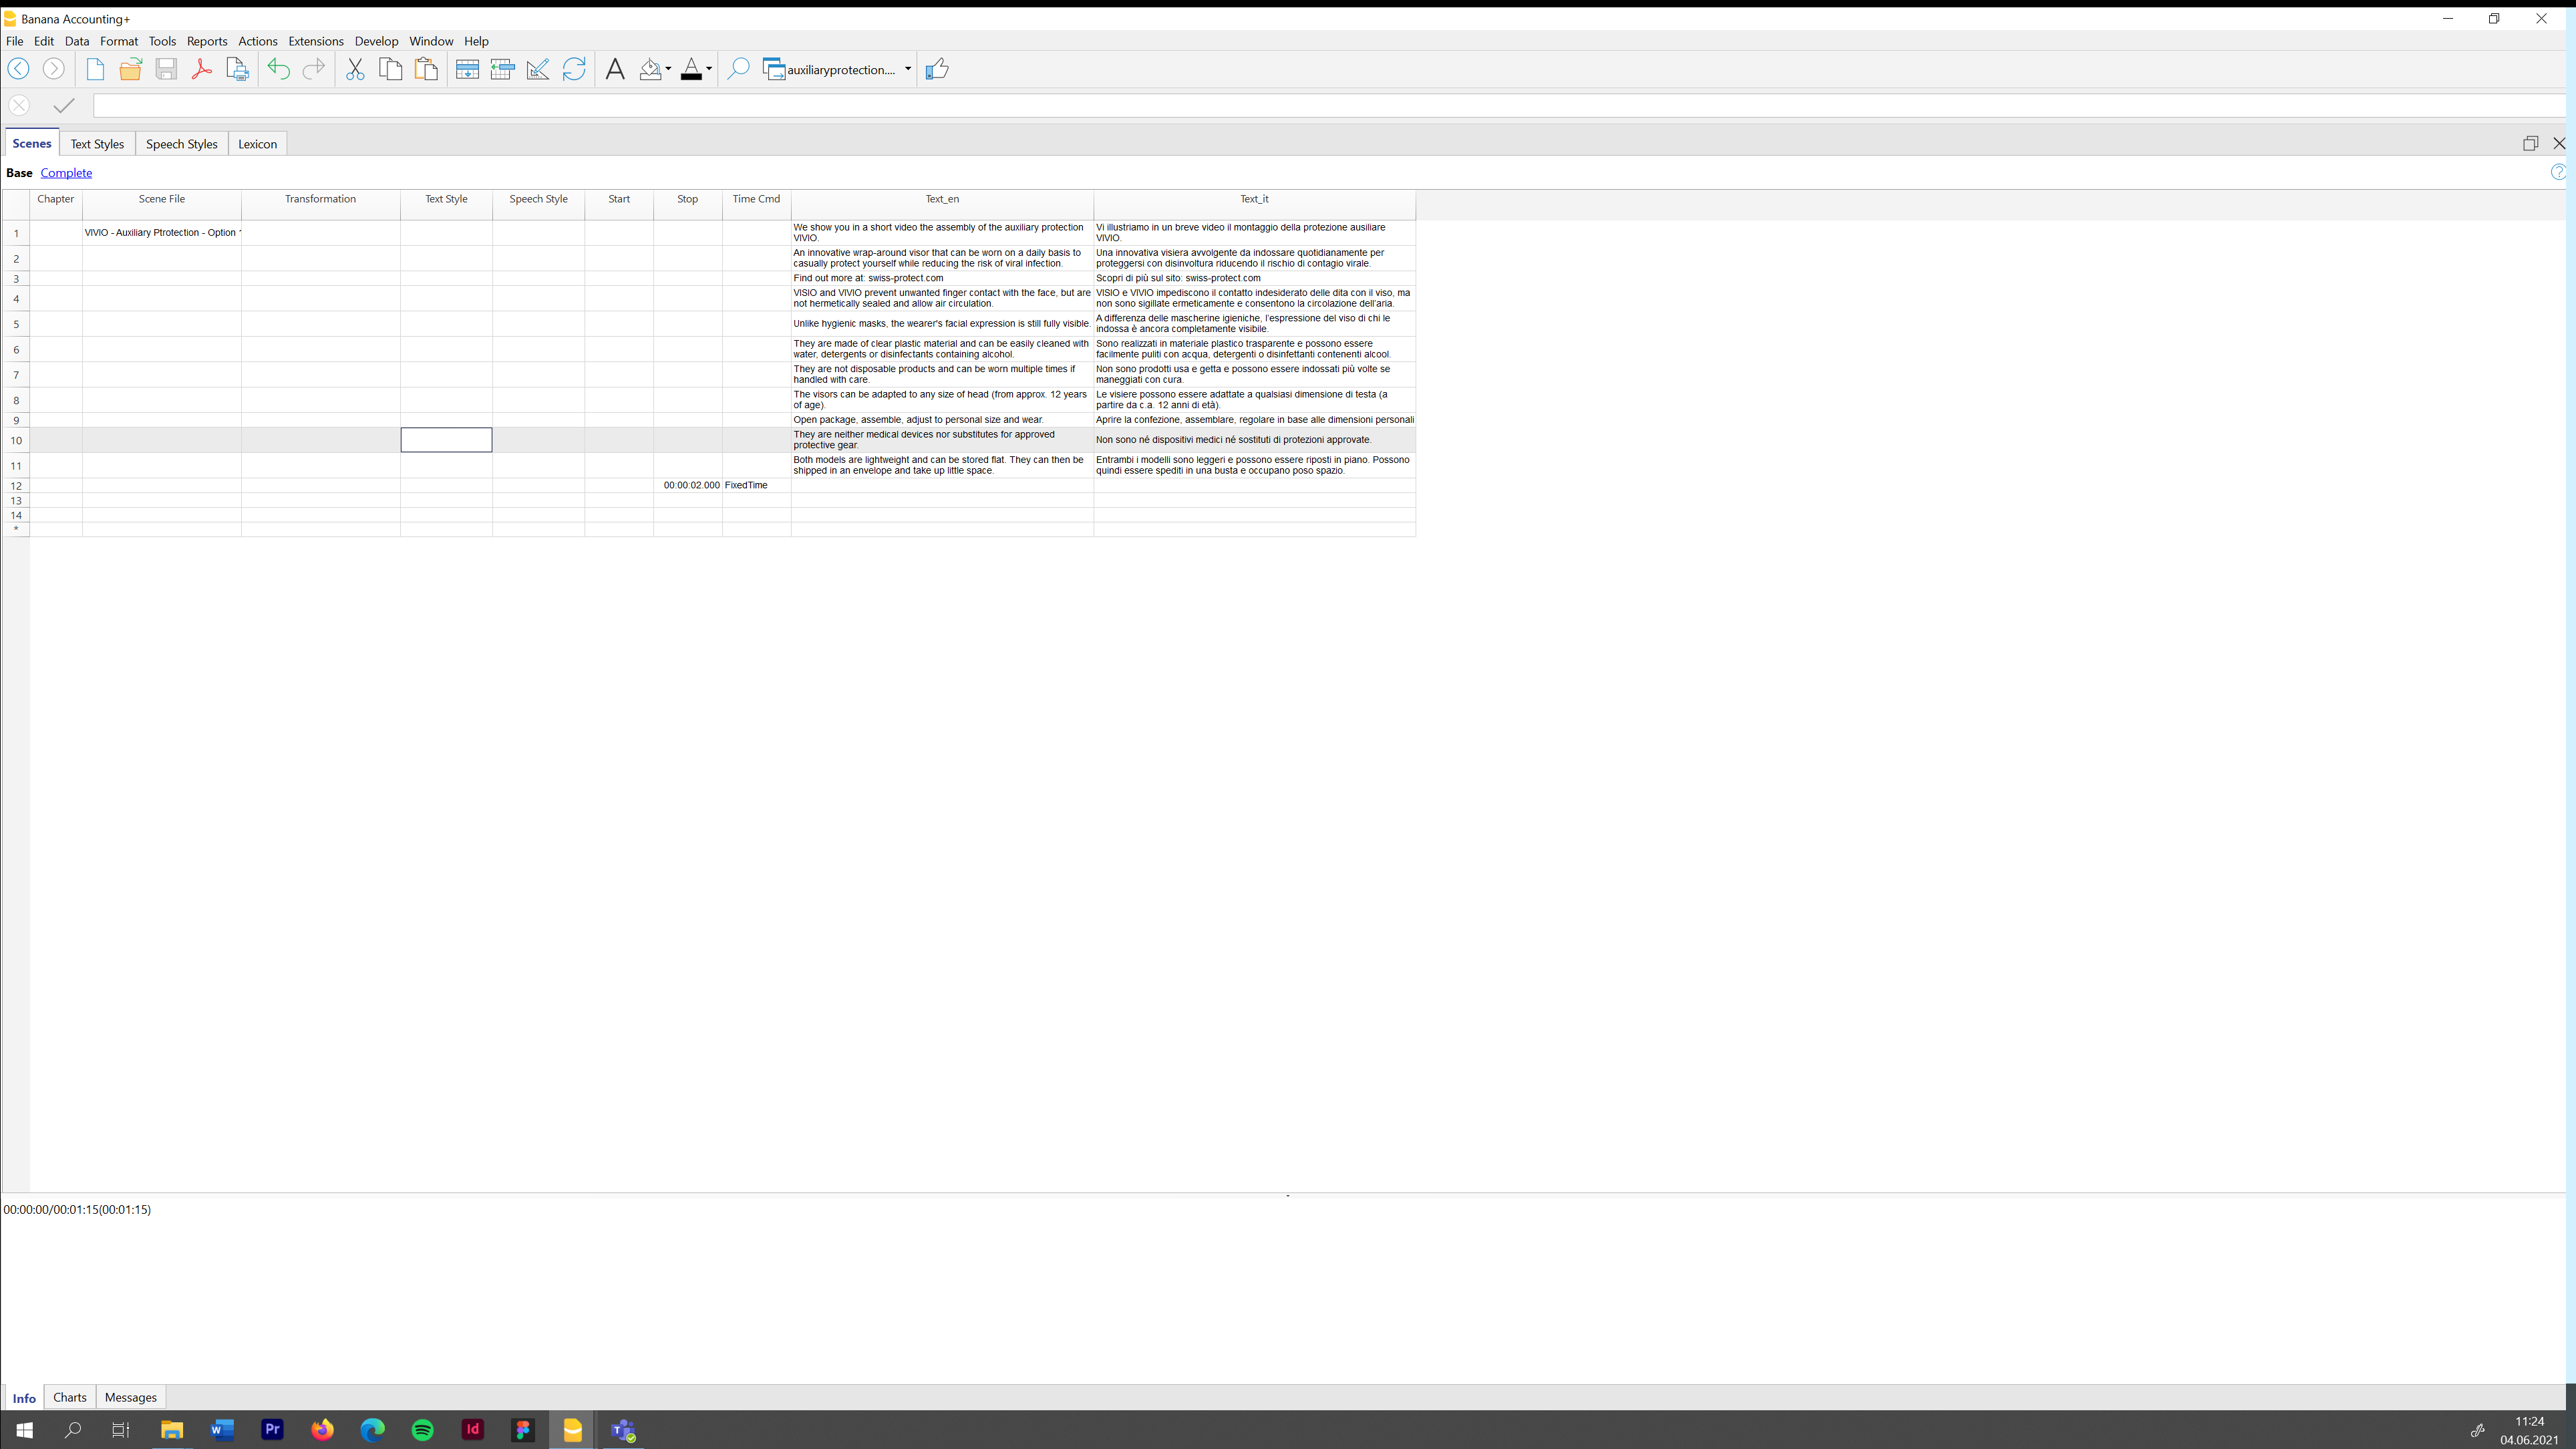 Banana Accounting+
File Edit Data Format Tools Reports Actions Extensions Develop Window Help
auxiliaryprotection....
Scenes Text Styles Speech Styles Lexicon
Base Complete
Chapter Scene File Transformation Text Style Speech Style Start Stop Time Cmd Text_en Text_it
1 VIVIO - Auxiliary Ptrotection - Option
We show you in a short video the assembly of the auxiliary protection
VIVIO.
Vi illustriamo in un breve video il montaggio della protezione ausiliare
VIVIO.
2
An innovative wrap-around visor that can be worn on a daily basis to
casually protect yourself while reducing the risk of viral infection.
Una innovativa visiera avvolgente da indossare quotidianamente per
proteggersi con disinvoltura riducendo il rischio di contagio virale.
3 Find out more at: swiss-protect.com Scopri di più sul sito: swiss-protect.com
4
VISIO and VIVIO prevent unwanted finger contact with the face, but are
not hermetically sealed and allow air circulation.
VISIO e VIVIO impediscono il contatto indesiderato delle dita con il viso, ma
non sono sigillate ermeticamente e consentono la circolazione dell'aria.
5
Unlike hygienic masks, the wearer's facial expression is still fully visible.
A differenza delle mascherine igieniche, l'espressione del viso di chi le
indossa è ancora completamente visibile.
6
They are made of clear plastic material and can be easily cleaned with
water, detergents or disinfectants containing alcohol.
Sono realizzati in materiale plastico trasparente e possono essere
facilmente puliti con acqua, detergenti o disinfettanti contenenti alcool.
7
They are not disposable products and can be worn multiple times if
handled with care.
Non sono prodotti usa e getta e possono essere indossati più volte se
maneggiati con cura.
8
The visors can be adapted to any size of head (from approx. 12 years
of age).
Le visiere possono essere adattate a qualsiasi dimensione di testa (a
partire da c.a. 12 anni di età).
9 Open package, assemble, adjust to personal size and wear. Aprire la confezione, assemblare, regolare in base alle dimensioni personali
10
They are neither medical devices nor substitutes for approved
protective gear.
Non sono né dispositivi medici né sostituti di protezioni approvate.
11
Both models are lightweight and can be stored flat. They can then be
shipped in an envelope and take up little space.
Entrambi i modelli sono leggeri e possono essere riposti in piano. Possono
quindi essere spediti in una busta e occupano poso spazio.
12 00:00:02.000 FixedTime
13
14
*
00:00:00/00:01:15(00:01:15)
Info Charts Messages
W Pr Id T
11:24
04.06.2021